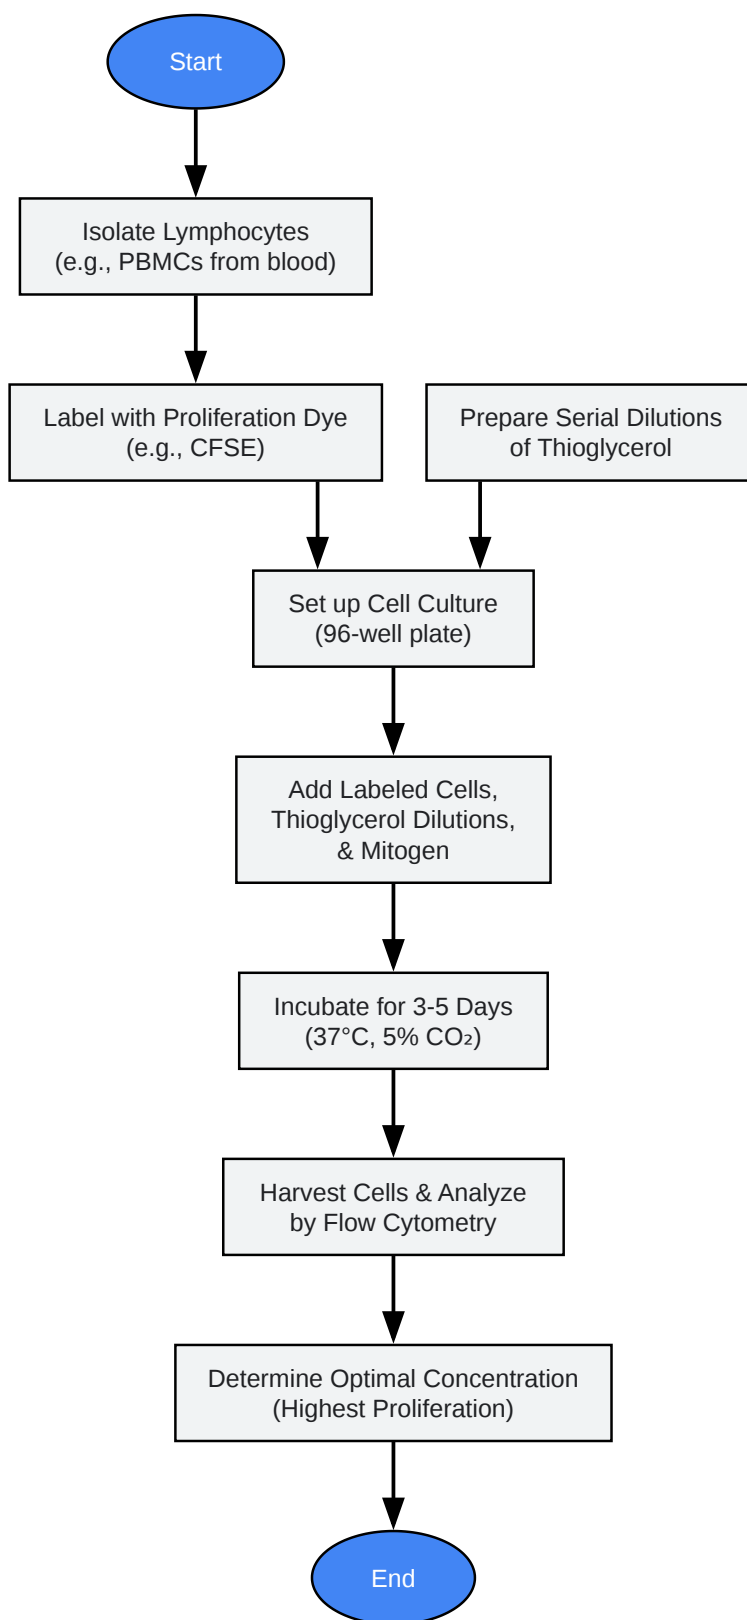 Start
Isolate Lymphocytes
(e.g., PBMCs from blood)
Label with Proliferation Dye
(e.g., CFSE)
Prepare Serial Dilutions
of Thioglycerol
Set up Cell Culture
(96-well plate)
Add Labeled Cells,
Thioglycerol Dilutions,
& Mitogen
Incubate for 3-5 Days
(37°C, 5% CO₂)
Harvest Cells & Analyze
by Flow Cytometry
Determine Optimal Concentration
(Highest Proliferation)
End